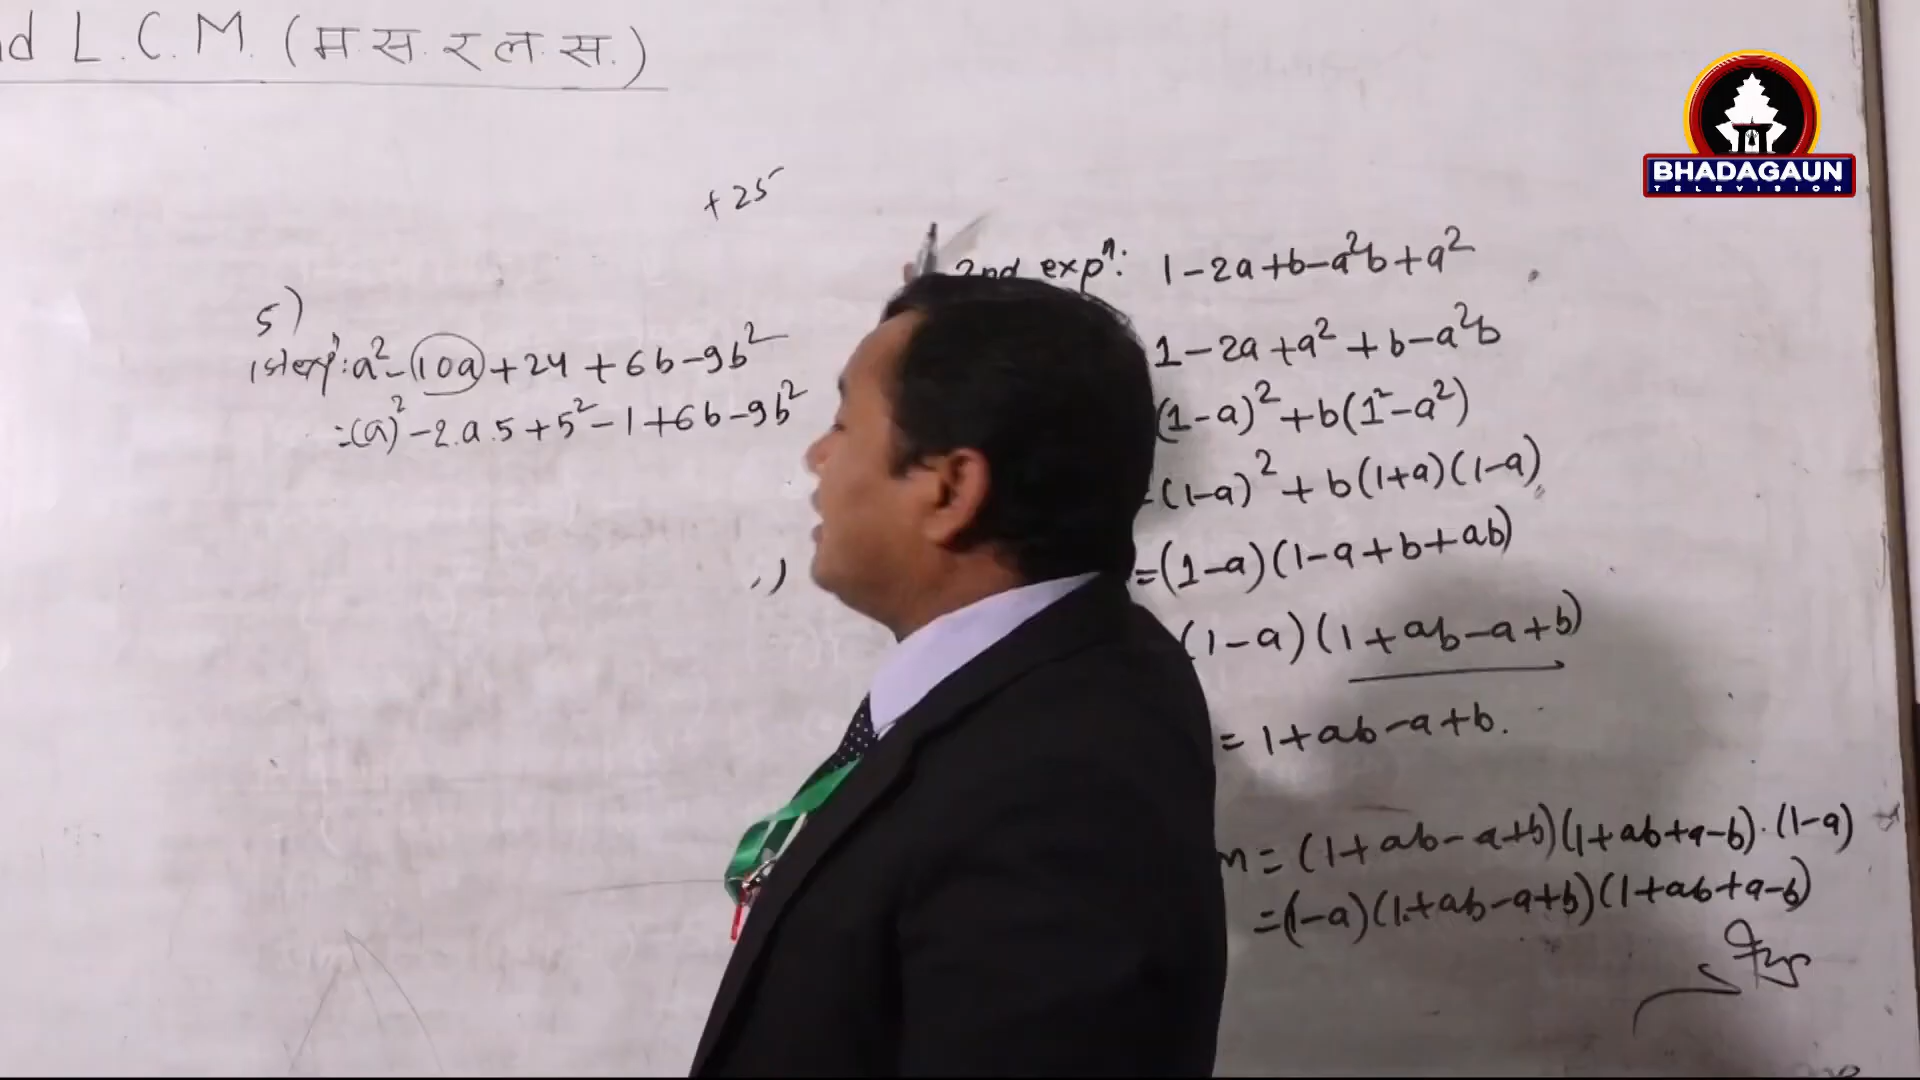 nd L.C.M. (म.स. र ल.स.)
+25
5)
1st expⁿ: a² - 10a + 24 + 6b - 9b²
= (a)² - 2.a.5 + 5² - 1 + 6b - 9b²
2nd expⁿ: 1 - 2a + b - a²b + a²
1 - 2a + a² + b - a²b
(1-a)² + b(1² - a²)
= (1-a)² + b(1+a)(1-a)
= (1-a)(1-a+b+ab)
(1-a)(1+ab-a+b)
= 1+ab-a+b.
m = (1+ab-a+b)(1+ab+a-b).(1-a)
= (1-a)(1+ab-a+b)(1+ab+a-b)
BHADAGAUN
TELEVISION